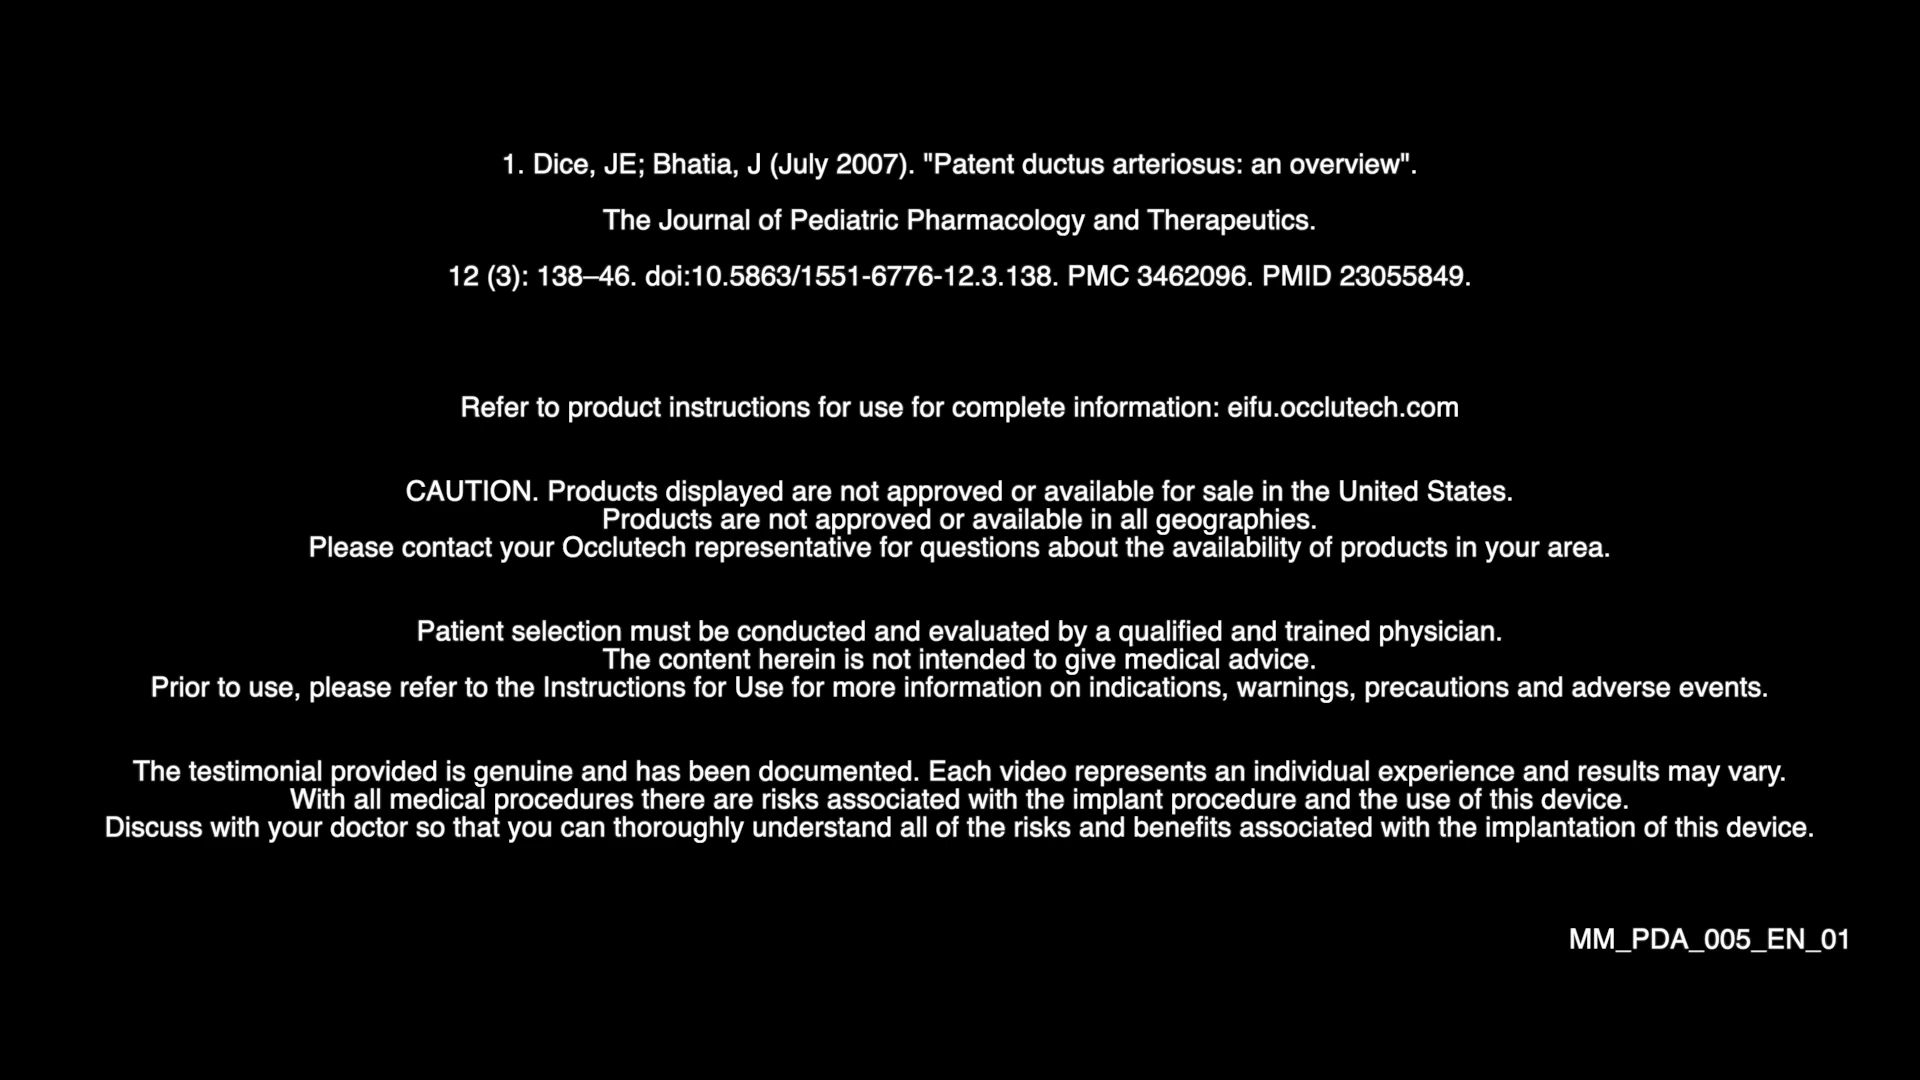 1. Dice, JE; Bhatia, J (July 2007). "Patent ductus arteriosus: an overview".
The Journal of Pediatric Pharmacology and Therapeutics.
12 (3): 138–46. doi:10.5863/1551-6776-12.3.138. PMC 3462096. PMID 23055849.
Refer to product instructions for use for complete information: eifu.occlutech.com
CAUTION. Products displayed are not approved or available for sale in the United States.
Products are not approved or available in all geographies.
Please contact your Occlutech representative for questions about the availability of products in your area.
Patient selection must be conducted and evaluated by a qualified and trained physician.
The content herein is not intended to give medical advice.
Prior to use, please refer to the Instructions for Use for more information on indications, warnings, precautions and adverse events.
The testimonial provided is genuine and has been documented. Each video represents an individual experience and results may vary.
With all medical procedures there are risks associated with the implant procedure and the use of this device.
Discuss with your doctor so that you can thoroughly understand all of the risks and benefits associated with the implantation of this device.
MM_PDA_005_EN_01